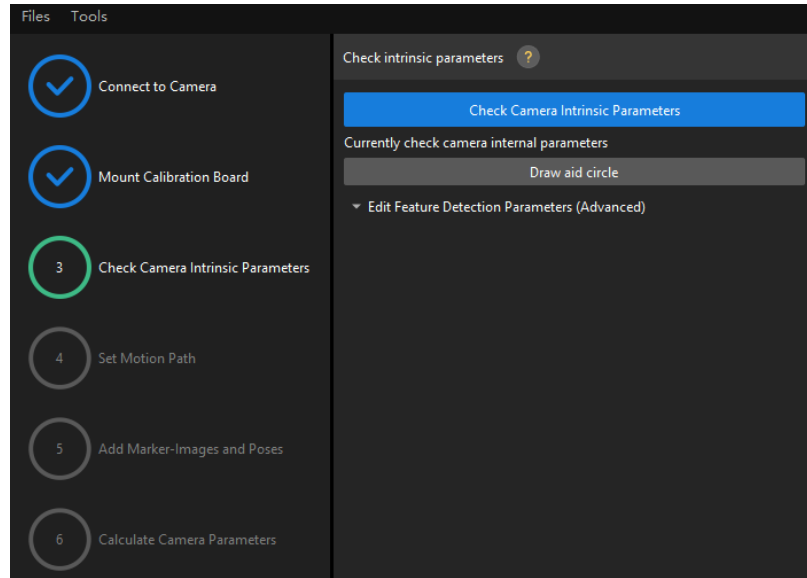 Files Tools
Connect to Camera
Mount Calibration Board
3 Check Camera Intrinsic Parameters
4 Set Motion Path
5 Add Marker-Images and Poses
6 Calculate Camera Parameters
Check intrinsic parameters ?
Check Camera Intrinsic Parameters
Currently check camera internal parameters
Draw aid circle
Edit Feature Detection Parameters (Advanced)